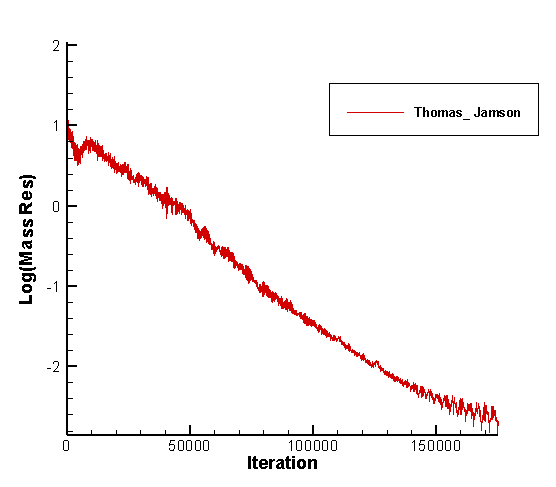 2
1
0
-1
-2
Log(Mass Res)
Thomas_ Jamson
0 50000 100000 150000
Iteration